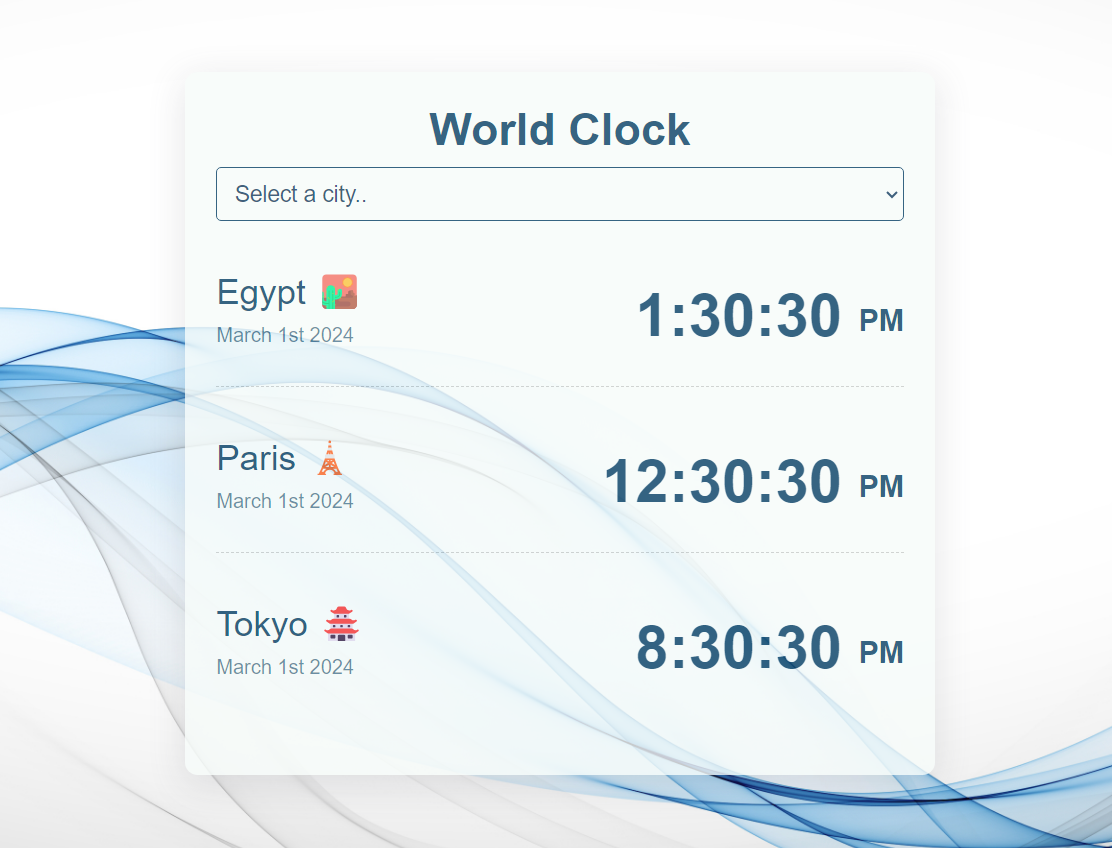 World Clock
Select a city..
Egypt
1:30:30 PM
March 1st 2024
Paris
12:30:30 PM
March 1st 2024
Tokyo
8:30:30 PM
March 1st 2024